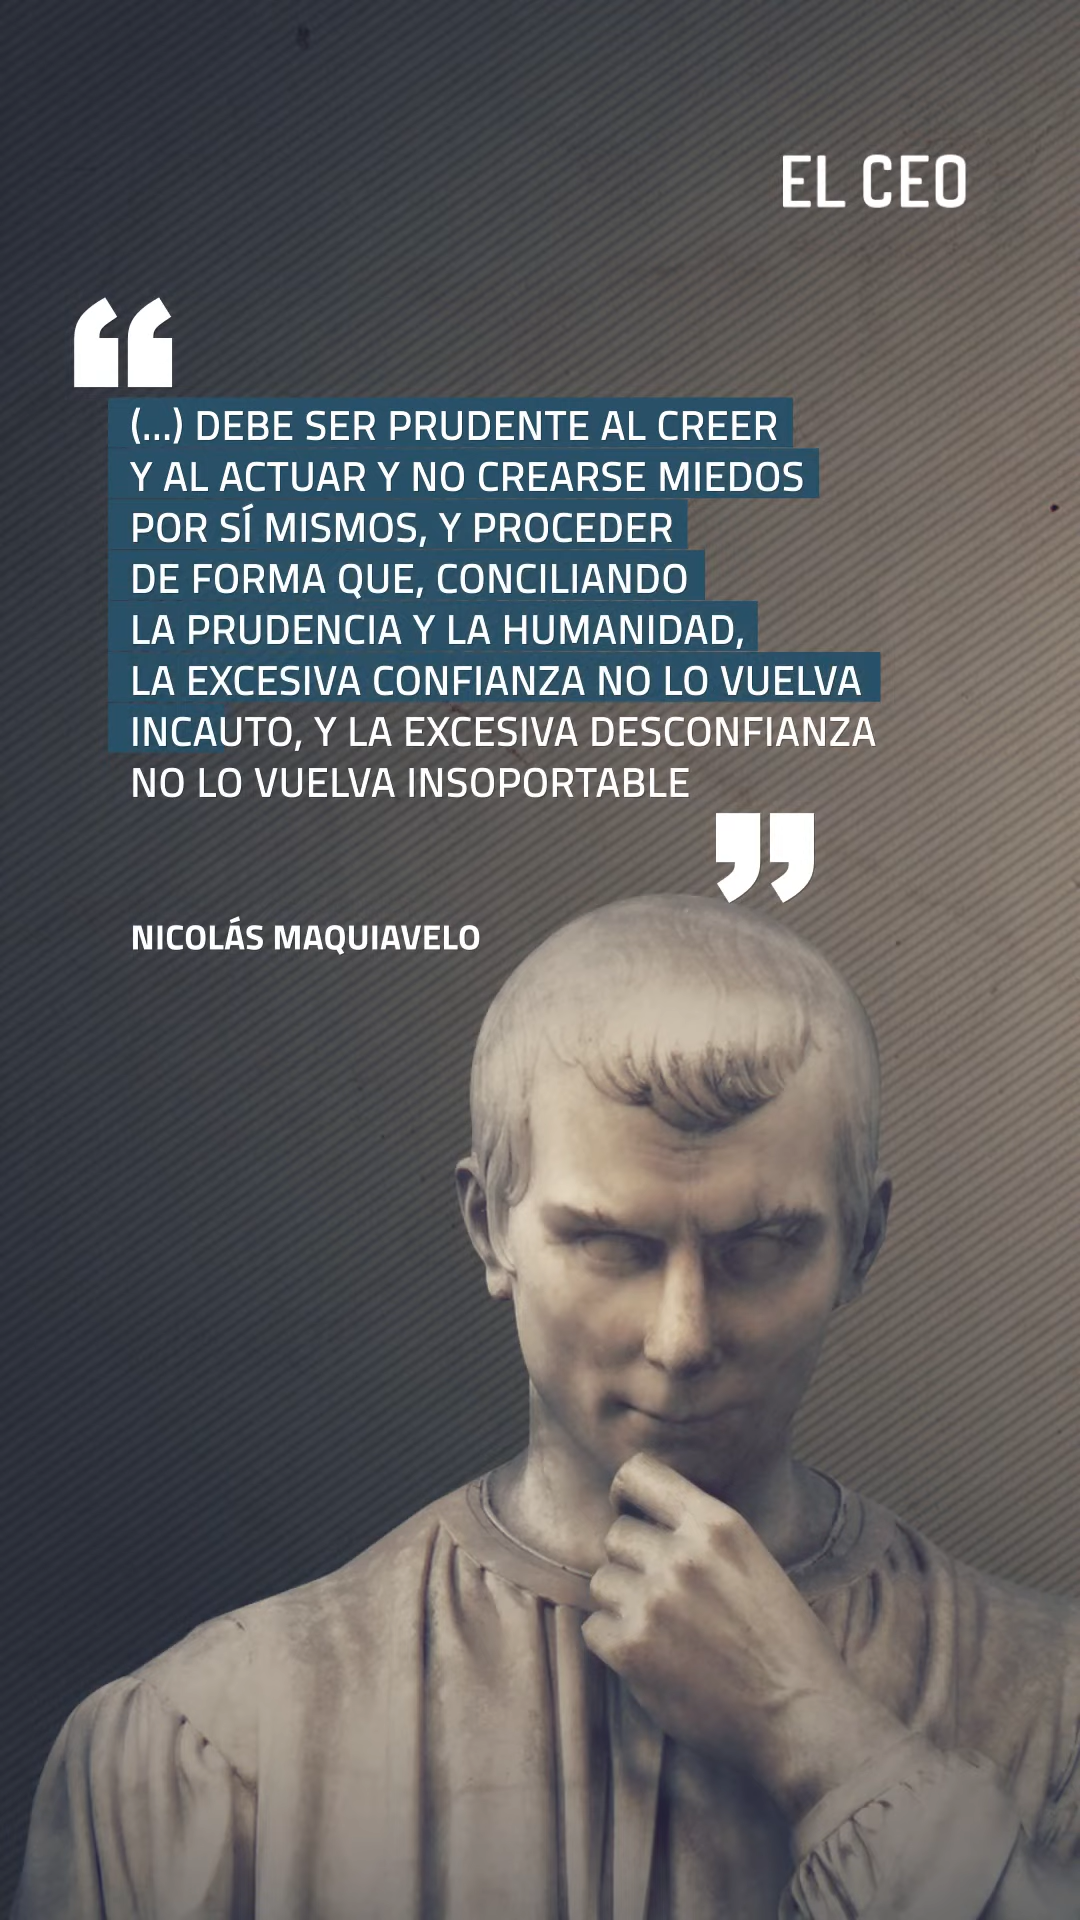 EL CEO
“
(...) DEBE SER PRUDENTE AL CREER
Y AL ACTUAR Y NO CREARSE MIEDOS
POR SÍ MISMOS, Y PROCEDER
DE FORMA QUE, CONCILIANDO
LA PRUDENCIA Y LA HUMANIDAD,
LA EXCESIVA CONFIANZA NO LO VUELVA
INCAUTO, Y LA EXCESIVA DESCONFIANZA
NO LO VUELVA INSOPORTABLE
”
NICOLÁS MAQUIAVELO